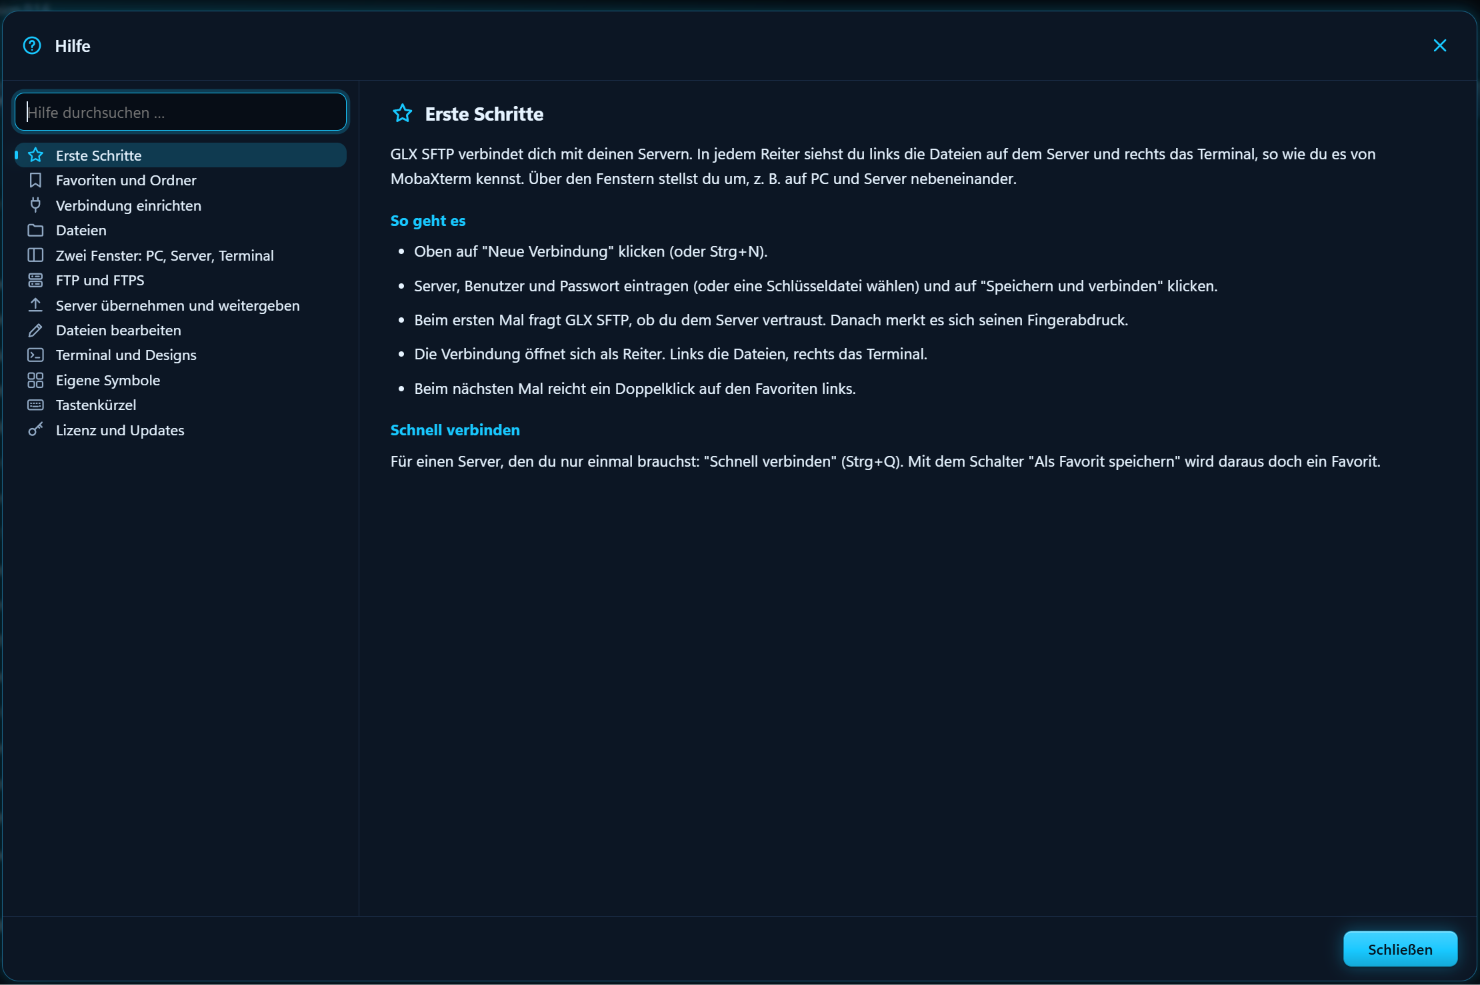 Hilfe
Hilfe durchsuchen ...
Erste Schritte
Favoriten und Ordner
Verbindung einrichten
Dateien
Zwei Fenster: PC, Server, Terminal
FTP und FTPS
Server übernehmen und weitergeben
Dateien bearbeiten
Terminal und Designs
Eigene Symbole
Tastenkürzel
Lizenz und Updates
Erste Schritte
GLX SFTP verbindet dich mit deinen Servern. In jedem Reiter siehst du links die Dateien auf dem Server und rechts das Terminal, so wie du es von
MobaXterm kennst. Über den Fenstern stellst du um, z. B. auf PC und Server nebeneinander.
So geht es
• Oben auf "Neue Verbindung" klicken (oder Strg+N).
• Server, Benutzer und Passwort eintragen (oder eine Schlüsseldatei wählen) und auf "Speichern und verbinden" klicken.
• Beim ersten Mal fragt GLX SFTP, ob du dem Server vertraust. Danach merkt es sich seinen Fingerabdruck.
• Die Verbindung öffnet sich als Reiter. Links die Dateien, rechts das Terminal.
• Beim nächsten Mal reicht ein Doppelklick auf den Favoriten links.
Schnell verbinden
Für einen Server, den du nur einmal brauchst: "Schnell verbinden" (Strg+Q). Mit dem Schalter "Als Favorit speichern" wird daraus doch ein Favorit.
Schließen